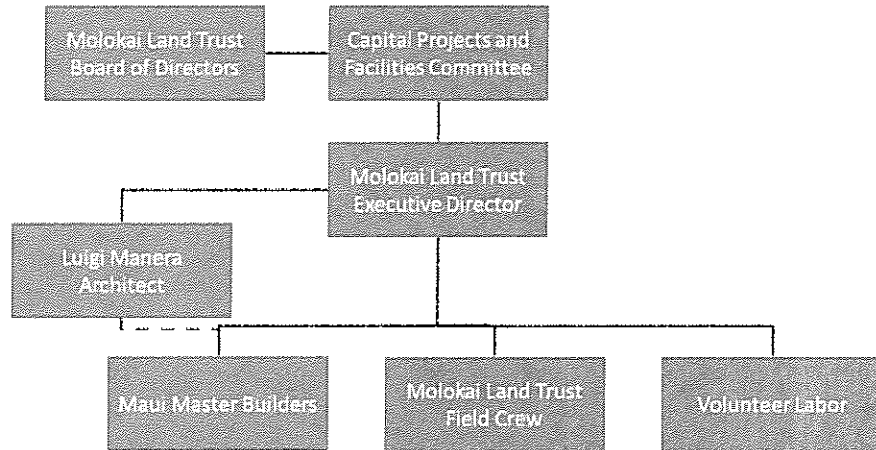 Molokai Land Trust
Board of Directors
Capital Projects and
Facilities Committee
Molokai Land Trust
Executive Director
Luigi Manera
Architect
Maui Master Builders
Molokai Land Trust
Field Crew
Volunteer Labor